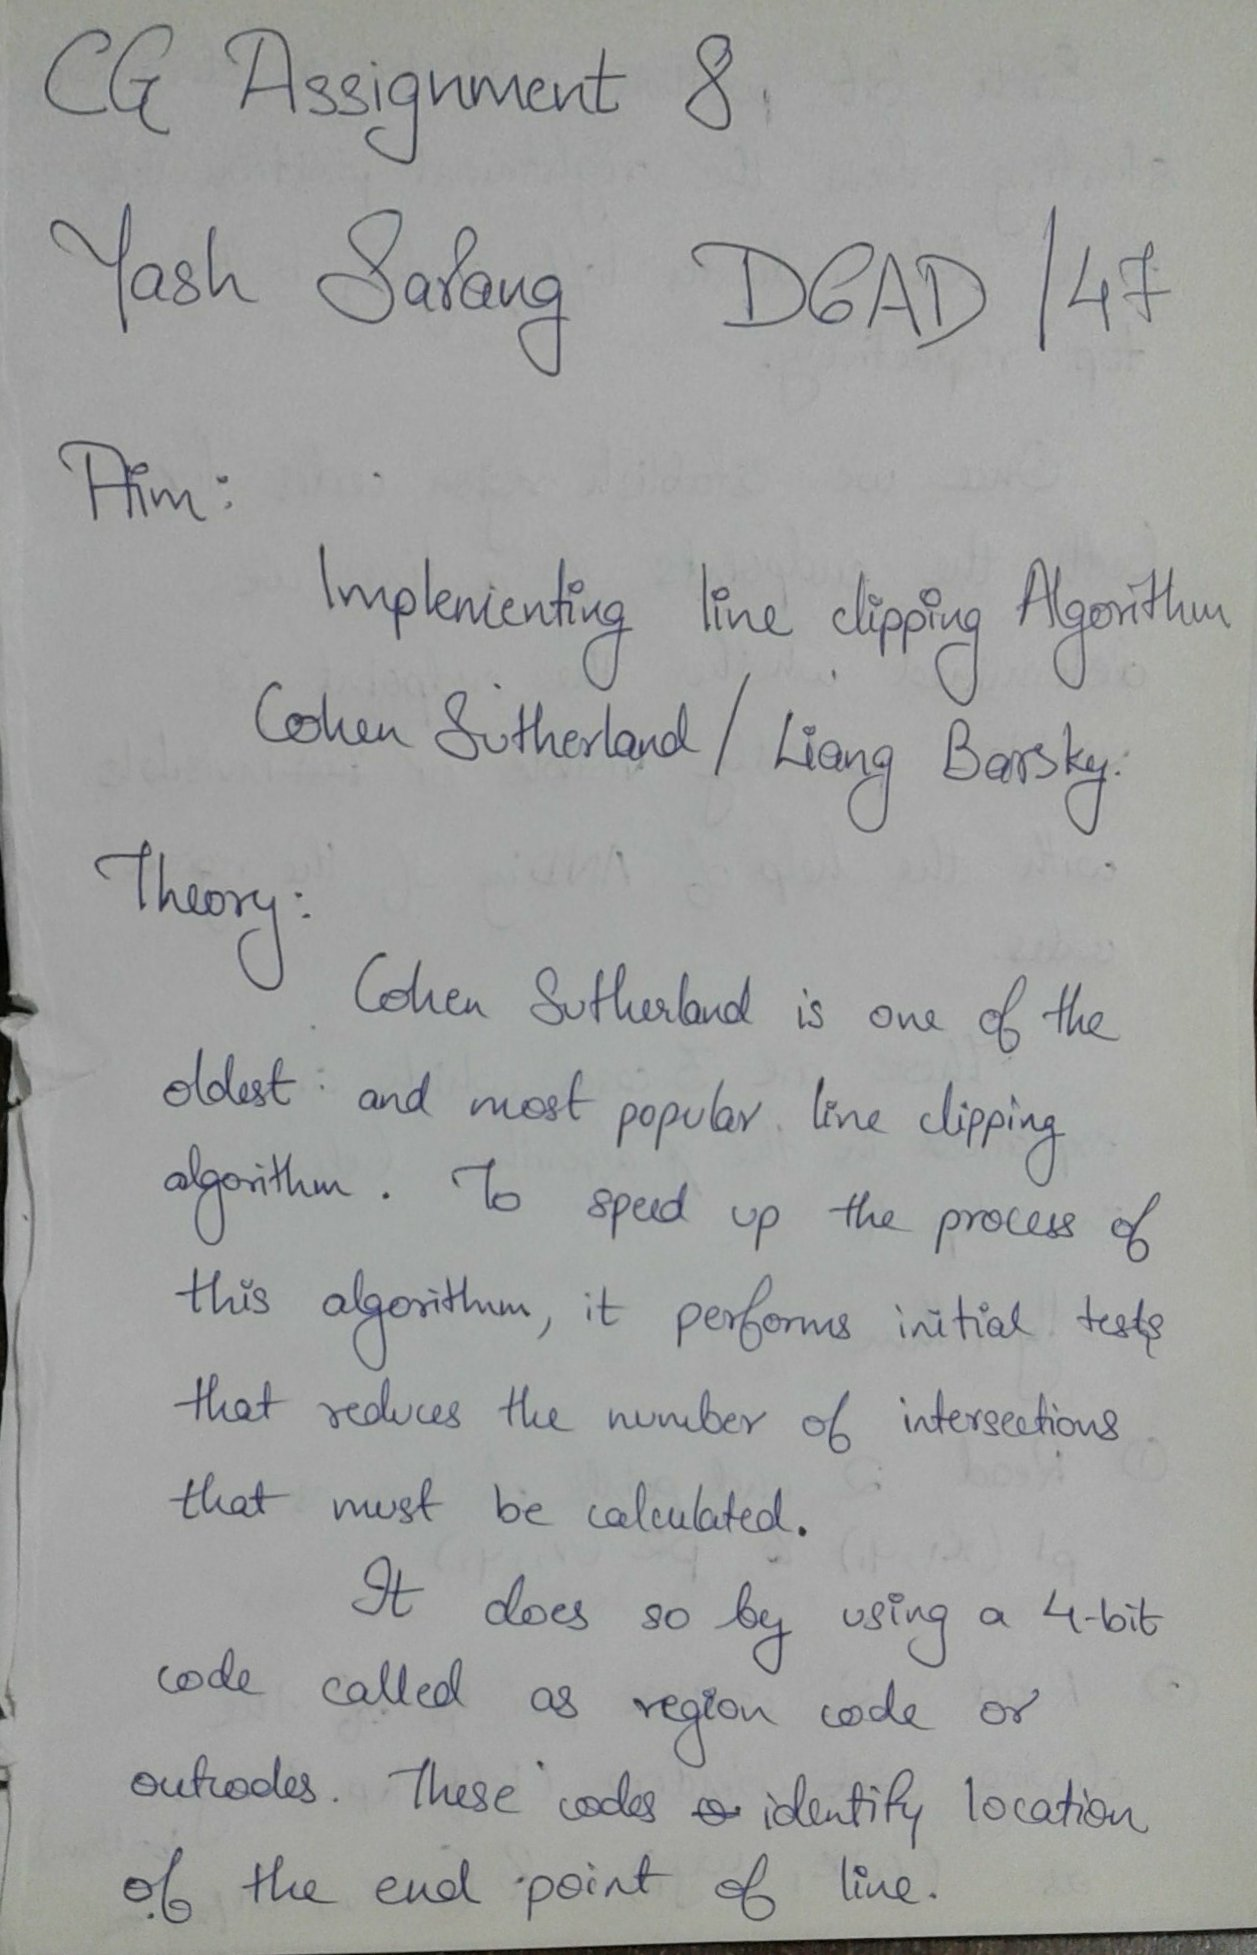 CG Assignment 8.
Yash Sarang D6AD / 47
Aim:
Implementing line clipping Algorithm
Cohen Sutherland / Liang Barsky.
Theory:
Cohen Sutherland is one of the
oldest and most popular line clipping
algorithm. To speed up the process of
this algorithm, it performs initial tests
that reduces the number of intersections
that must be calculated.
It does so by using a 4-bit
code called as region code or
outcodes. These codes identify location
of the end point of line.